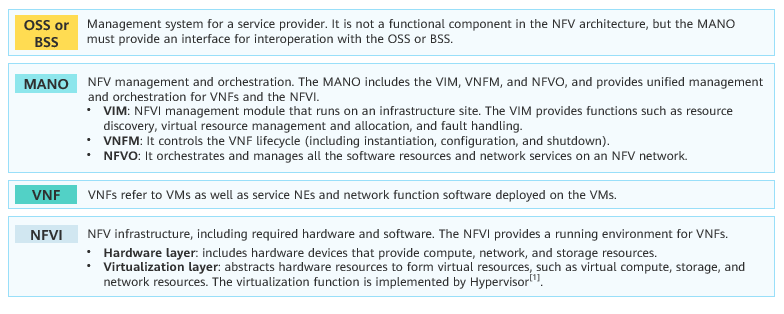 OSS or
BSS
Management system for a service provider. It is not a functional component in the NFV architecture, but the MANO
must provide an interface for interoperation with the OSS or BSS.
MANO
NFV management and orchestration. The MANO includes the VIM, VNFM, and NFVO, and provides unified management
and orchestration for VNFs and the NFVI.
• VIM: NFVI management module that runs on an infrastructure site. The VIM provides functions such as resource
discovery, virtual resource management and allocation, and fault handling.
• VNFM: It controls the VNF lifecycle (including instantiation, configuration, and shutdown).
• NFVO: It orchestrates and manages all the software resources and network services on an NFV network.
VNF
VNFs refer to VMs as well as service NEs and network function software deployed on the VMs.
NFVI
NFV infrastructure, including required hardware and software. The NFVI provides a running environment for VNFs.
• Hardware layer: includes hardware devices that provide compute, network, and storage resources.
• Virtualization layer: abstracts hardware resources to form virtual resources, such as virtual compute, storage, and
network resources. The virtualization function is implemented by Hypervisor[1].